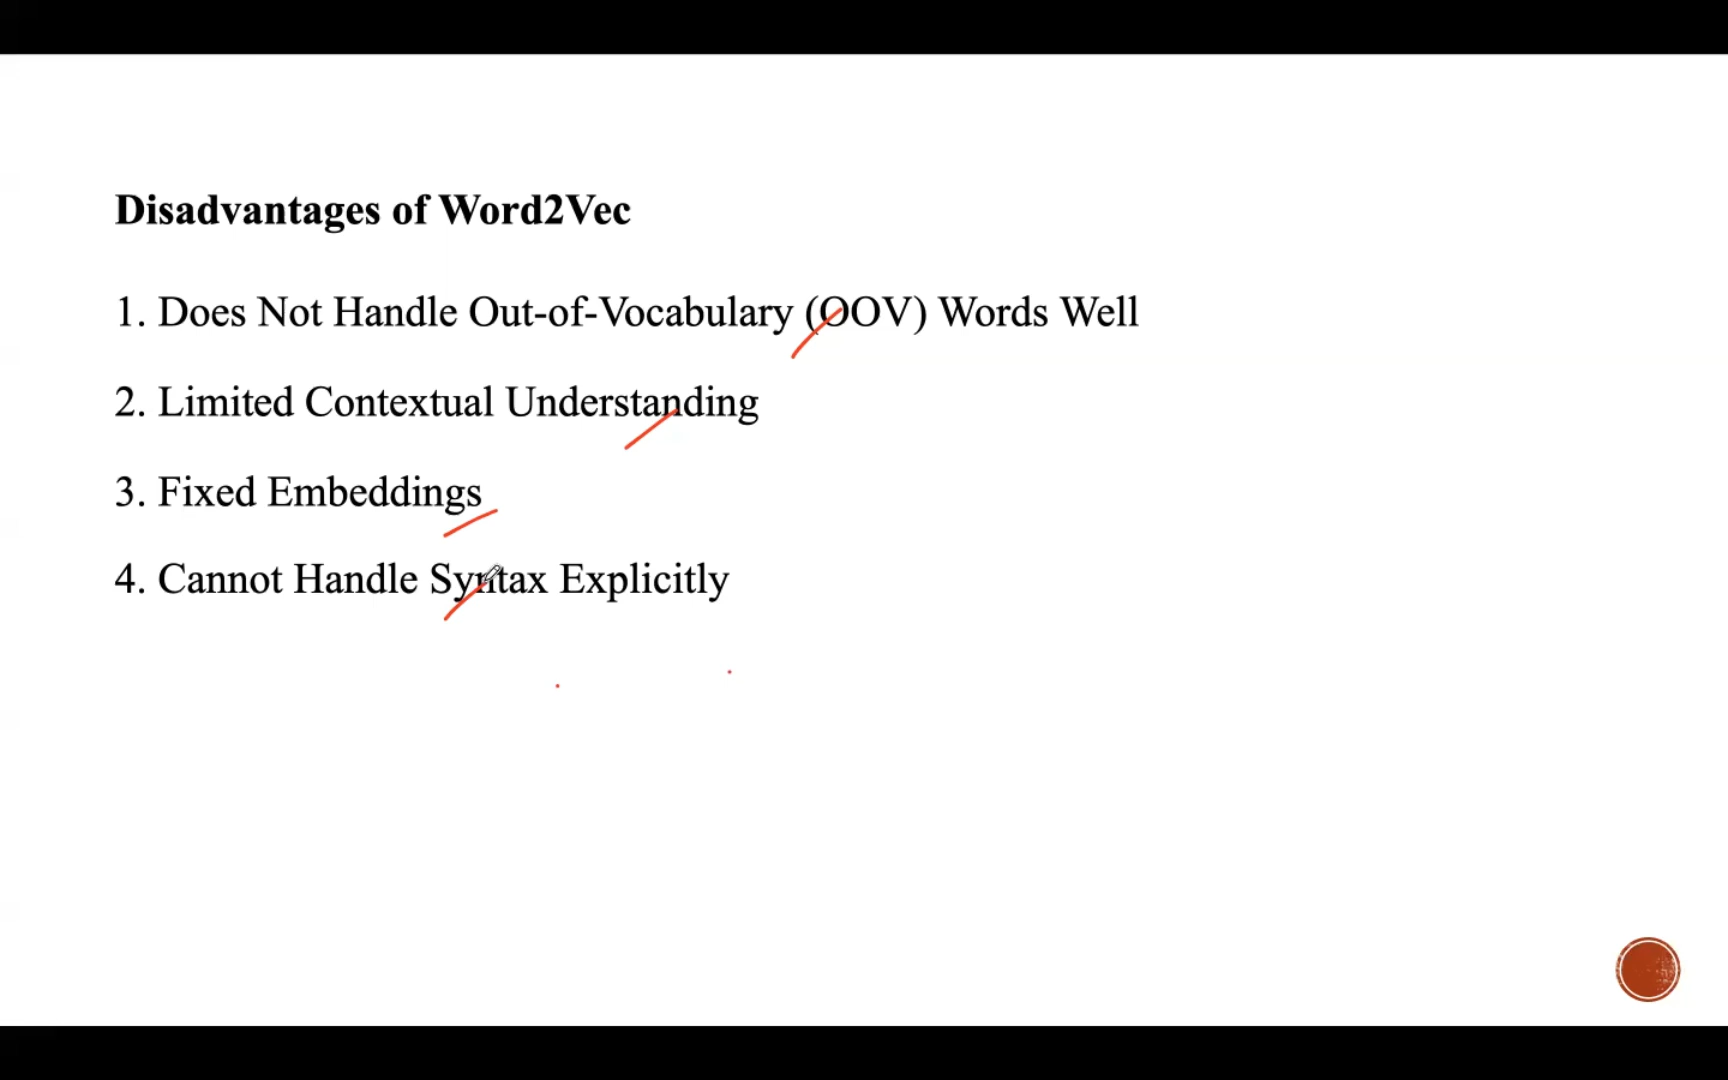 Disadvantages of Word2Vec
1. Does Not Handle Out-of-Vocabulary (OOV) Words Well
2. Limited Contextual Understanding
3. Fixed Embeddings
4. Cannot Handle Syntax Explicitly